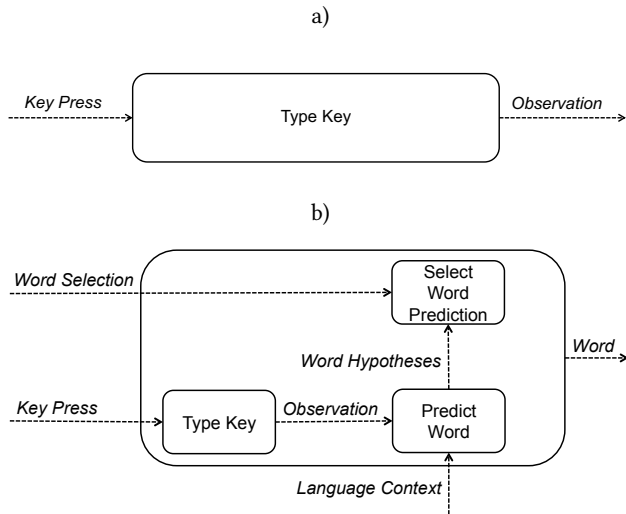 a)
Key Press
Type Key
Observation
b)
Word Selection
Select
Word
Prediction
Word
Word Hypotheses
Key Press
Type Key
Observation
Predict
Word
Language Context